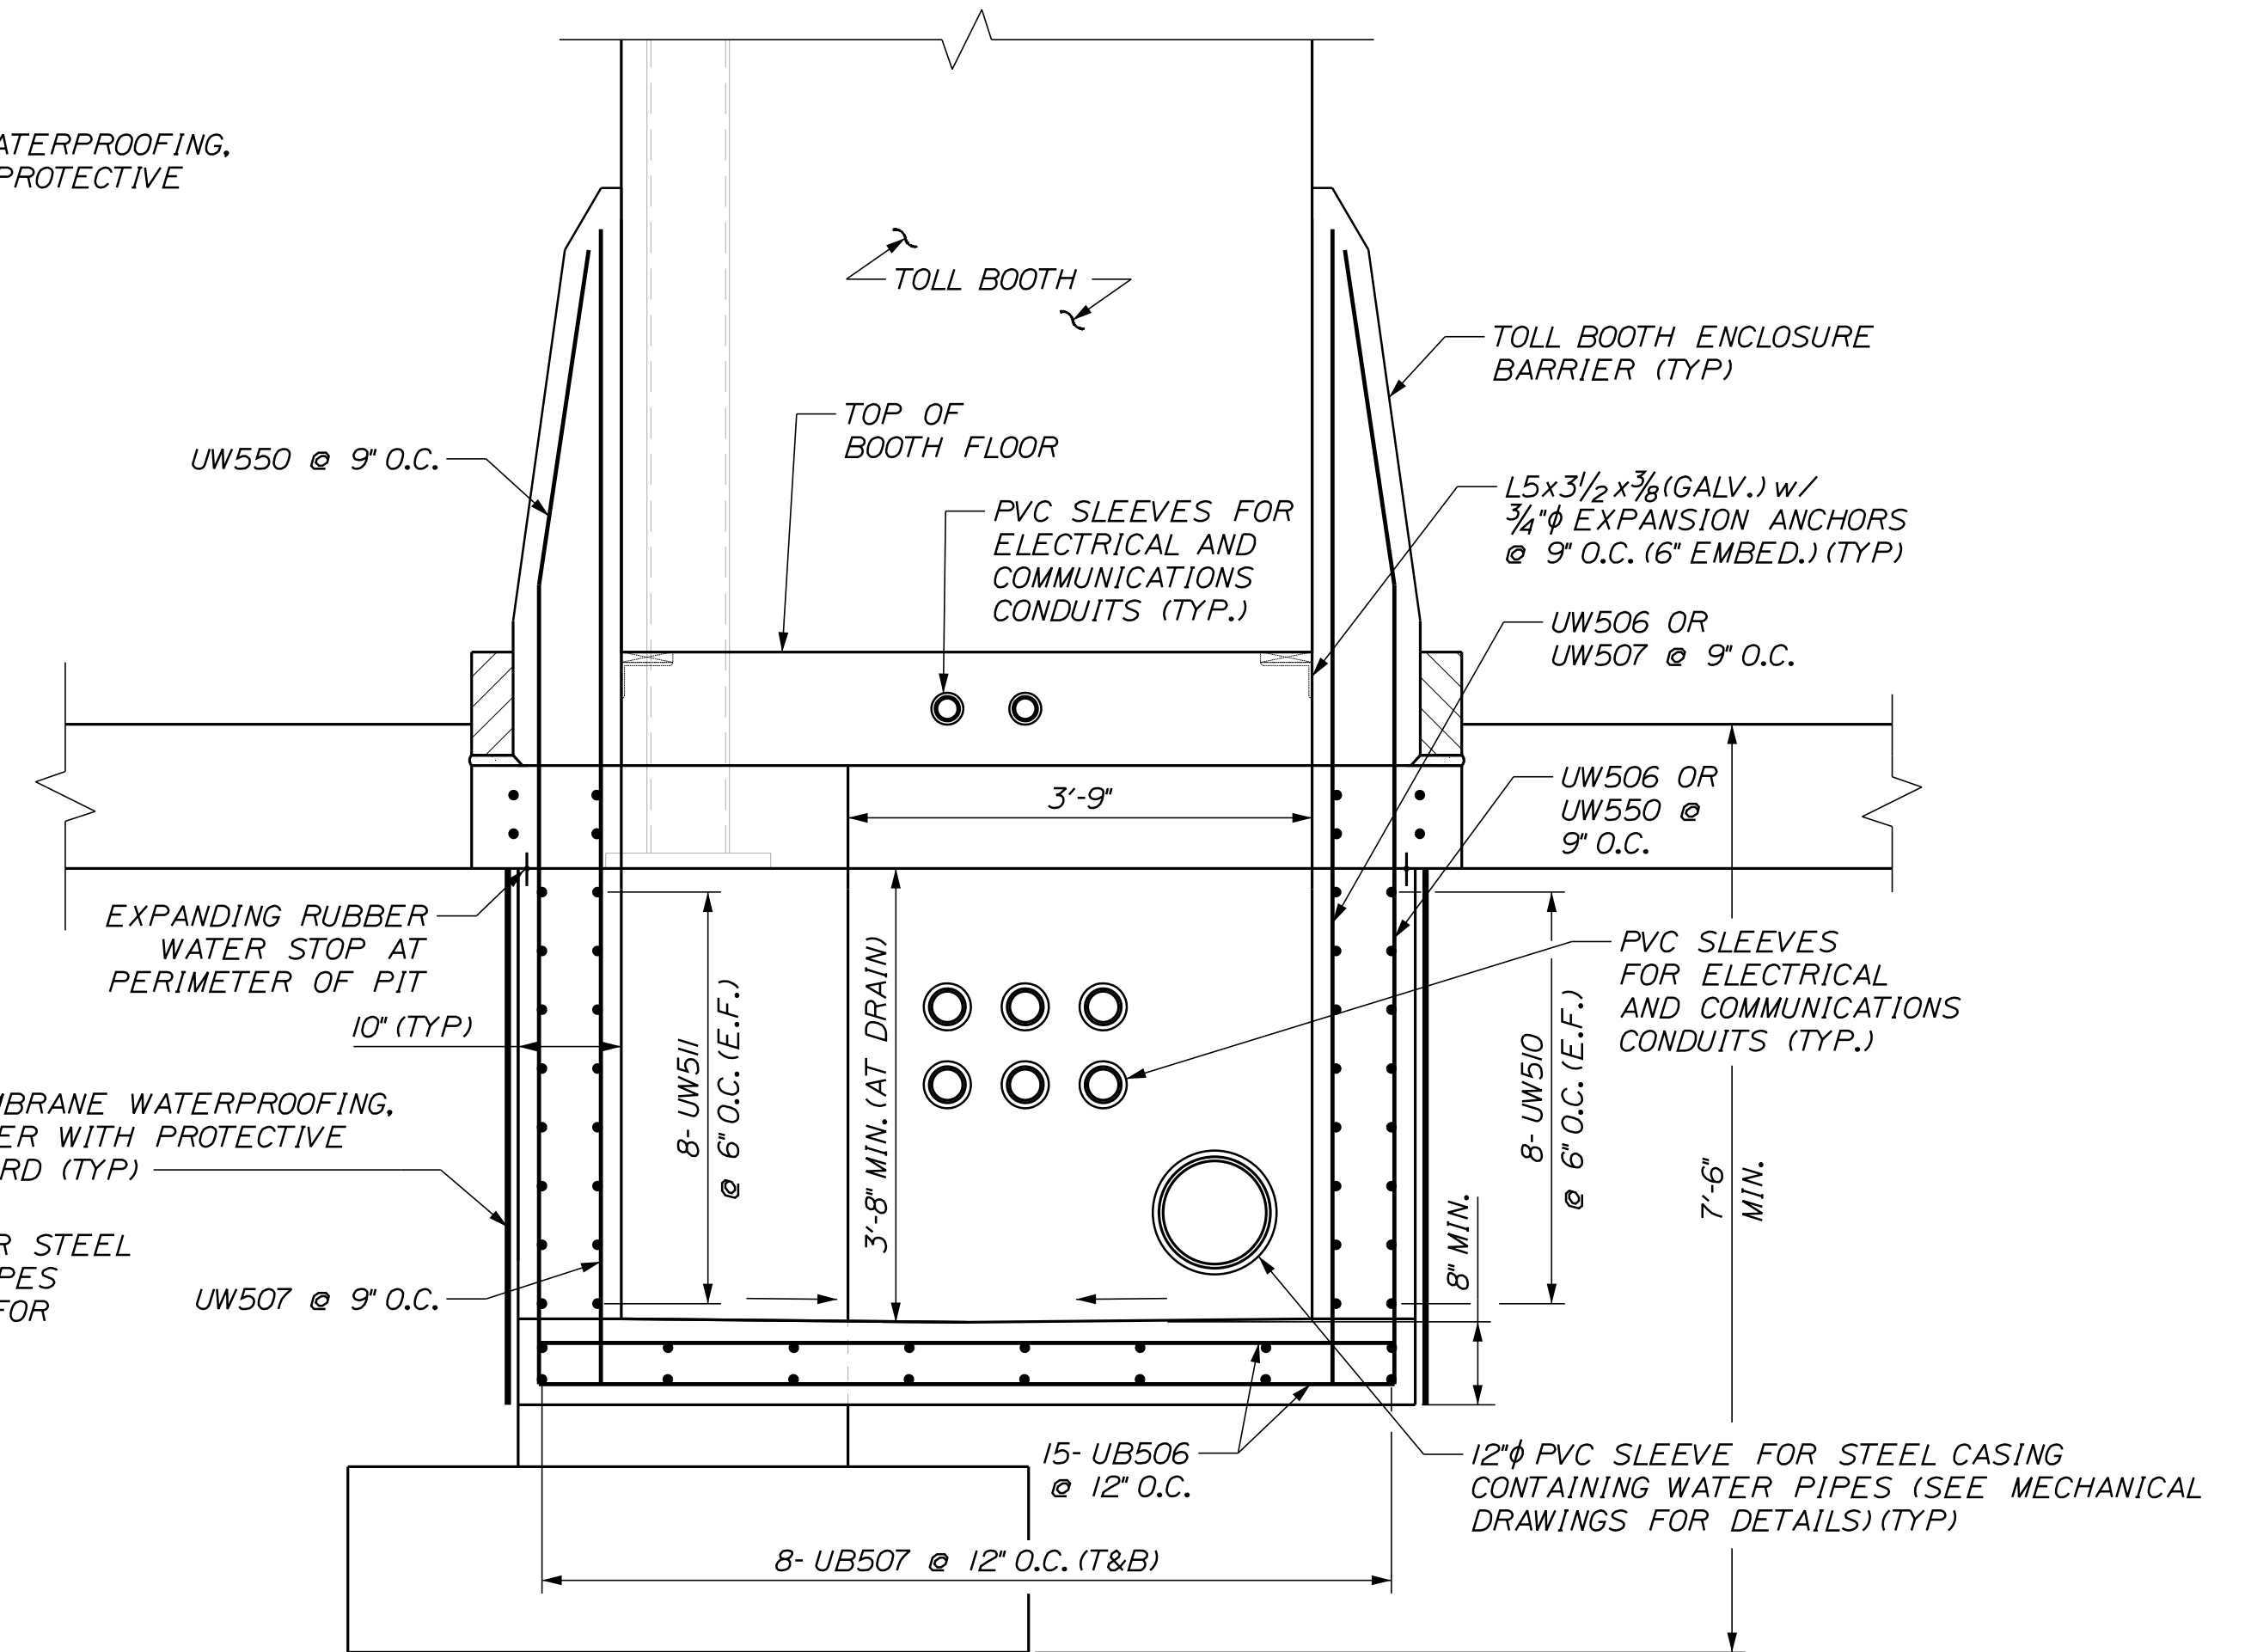 ATERPROOFING,
PROTECTIVE
TOLL BOOTH
TOLL BOOTH ENCLOSURE
BARRIER (TYP)
TOP OF
BOOTH FLOOR
UW550 @ 9" O.C.
L5x3½x⅜ (GALV.) w/
¾"ϕ EXPANSION ANCHORS
@ 9" O.C. (6" EMBED.) (TYP)
PVC SLEEVES FOR
ELECTRICAL AND
COMMUNICATIONS
CONDUITS (TYP.)
UW506 OR
UW507 @ 9" O.C.
UW506 OR
UW550 @
9" O.C.
3'-9"
EXPANDING RUBBER
WATER STOP AT
PERIMETER OF PIT
10" (TYP)
PVC SLEEVES
FOR ELECTRICAL
AND COMMUNICATIONS
CONDUITS (TYP.)
8- UW511
@ 6" O.C. (E.F.)
3'-8" MIN. (AT DRAIN)
8- UW510
@ 6" O.C. (E.F.)
7'-6"
MIN.
8" MIN.
MBRANE WATERPROOFING,
ER WITH PROTECTIVE
RD (TYP)
R STEEL
PES
FOR
UW507 @ 9" O.C.
15- UB506
@ 12" O.C.
12"ϕ PVC SLEEVE FOR STEEL CASING
CONTAINING WATER PIPES (SEE MECHANICAL
DRAWINGS FOR DETAILS) (TYP)
8- UB507 @ 12" O.C. (T&B)